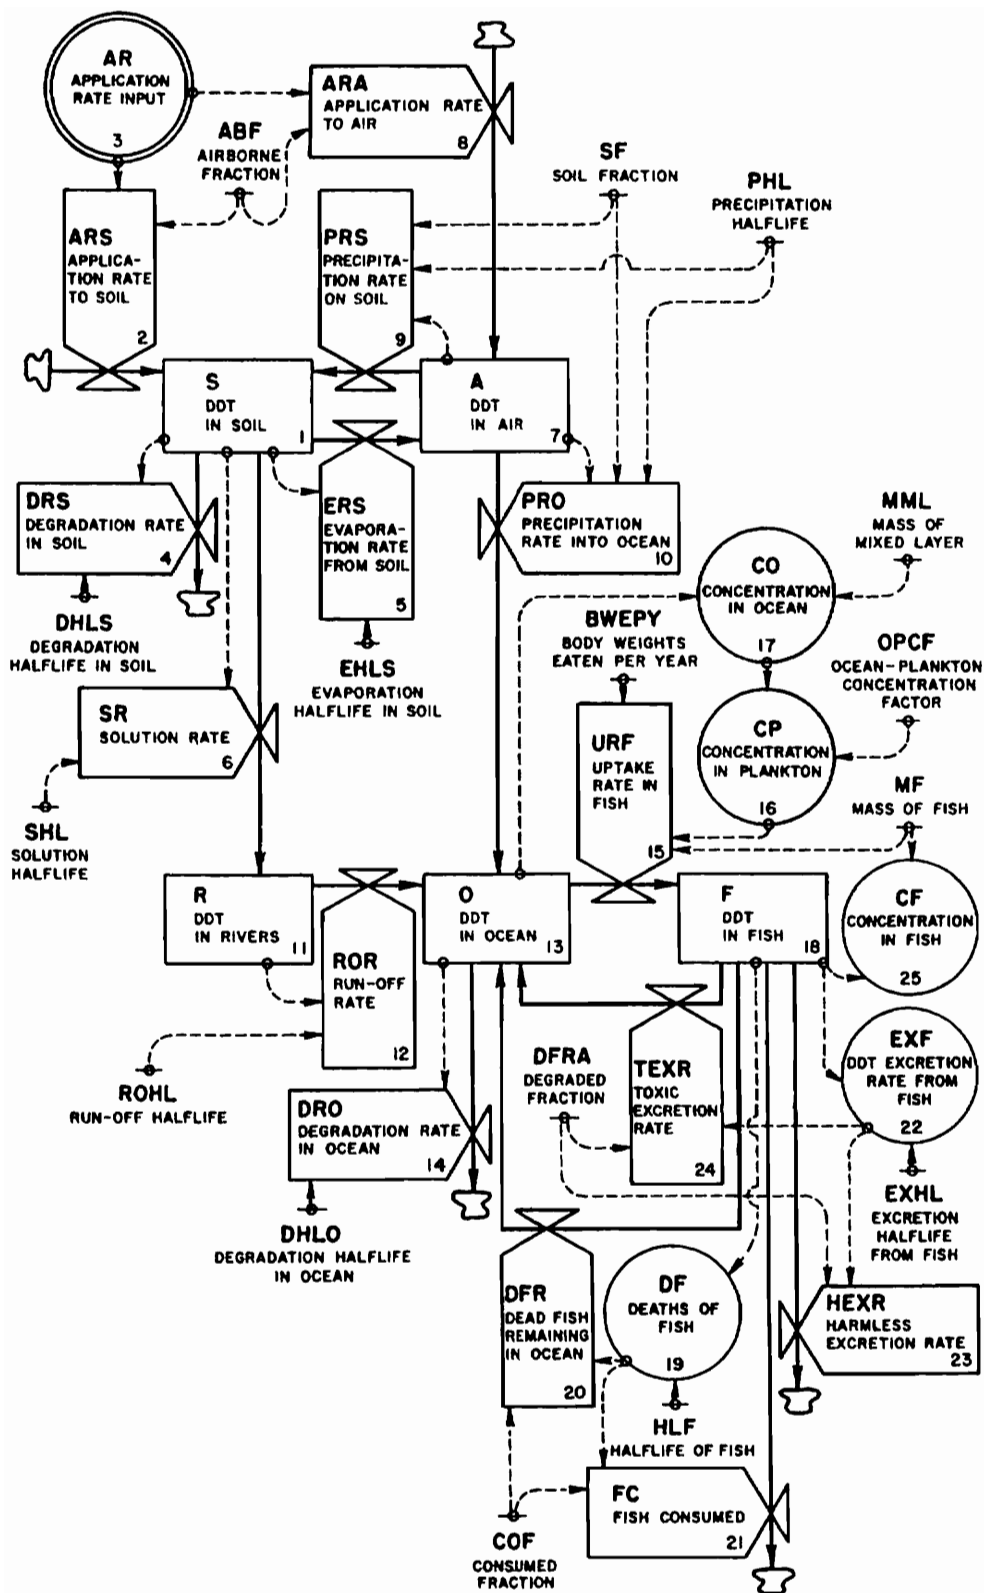 AR
APPLICATION
RATE INPUT
3
ARA
APPLICATION RATE
TO AIR
8
ABF
AIRBORNE
FRACTION
SF
SOIL FRACTION
PHL
PRECIPITATION
HALFLIFE
ARS
APPLICA-
TION RATE
TO SOIL
2
PRS
PRECIPITA-
TION RATE
ON SOIL
9
S
DDT
IN SOIL
1
A
DDT
IN AIR
7
DRS
DEGRADATION RATE
IN SOIL
4
ERS
EVAPORA-
TION RATE
FROM SOIL
5
PRO
PRECIPITATION
RATE INTO OCEAN
10
MML
MASS OF
MIXED LAYER
CO
CONCENTRATION
IN OCEAN
17
DHLS
DEGRADATION
HALFLIFE IN SOIL
EHLS
EVAPORATION
HALFLIFE IN SOIL
BWEPY
BODY WEIGHTS
EATEN PER YEAR
OPCF
OCEAN-PLANKTON
CONCENTRATION
FACTOR
SR
SOLUTION RATE
6
URF
UPTAKE
RATE IN
FISH
15
CP
CONCENTRATION
IN PLANKTON
16
MF
MASS OF FISH
SHL
SOLUTION
HALFLIFE
R
DDT
IN RIVERS
11
O
DDT
IN OCEAN
13
F
DDT
IN FISH
18
CF
CONCENTRATION
IN FISH
25
ROR
RUN-OFF
RATE
12
ROHL
RUN-OFF HALFLIFE
DFRA
DEGRADED
FRACTION
TEXR
TOXIC
EXCRETION
RATE
24
EXF
DDT EXCRETION
RATE FROM
FISH
22
DRO
DEGRADATION RATE
IN OCEAN
14
EXHL
EXCRETION
HALFLIFE
FROM FISH
DHLO
DEGRADATION HALFLIFE
IN OCEAN
DFR
DEAD FISH
REMAINING
IN OCEAN
20
DF
DEATHS OF
FISH
19
HEXR
HARMLESS
EXCRETION RATE
23
HLF
HALFLIFE OF FISH
FC
FISH CONSUMED
21
COF
CONSUMED
FRACTION